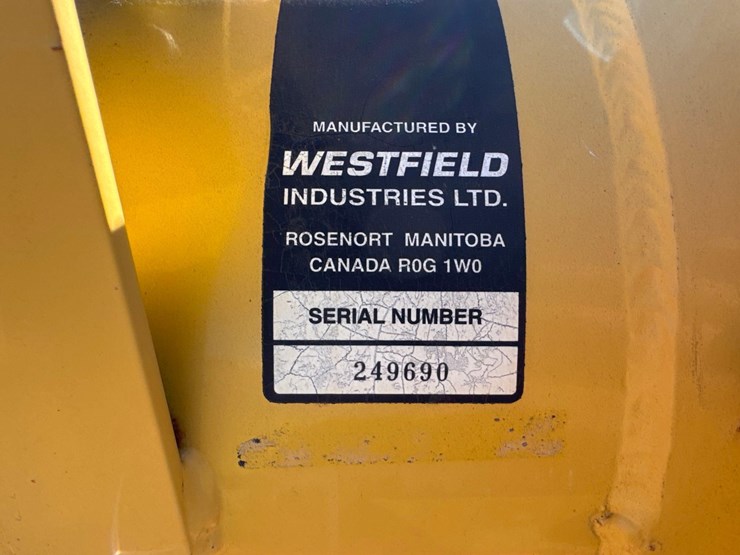 MANUFACTURED BY
WESTFIELD
INDUSTRIES LTD.
ROSENORT MANITOBA
CANADA R0G 1W0
SERIAL NUMBER
249690